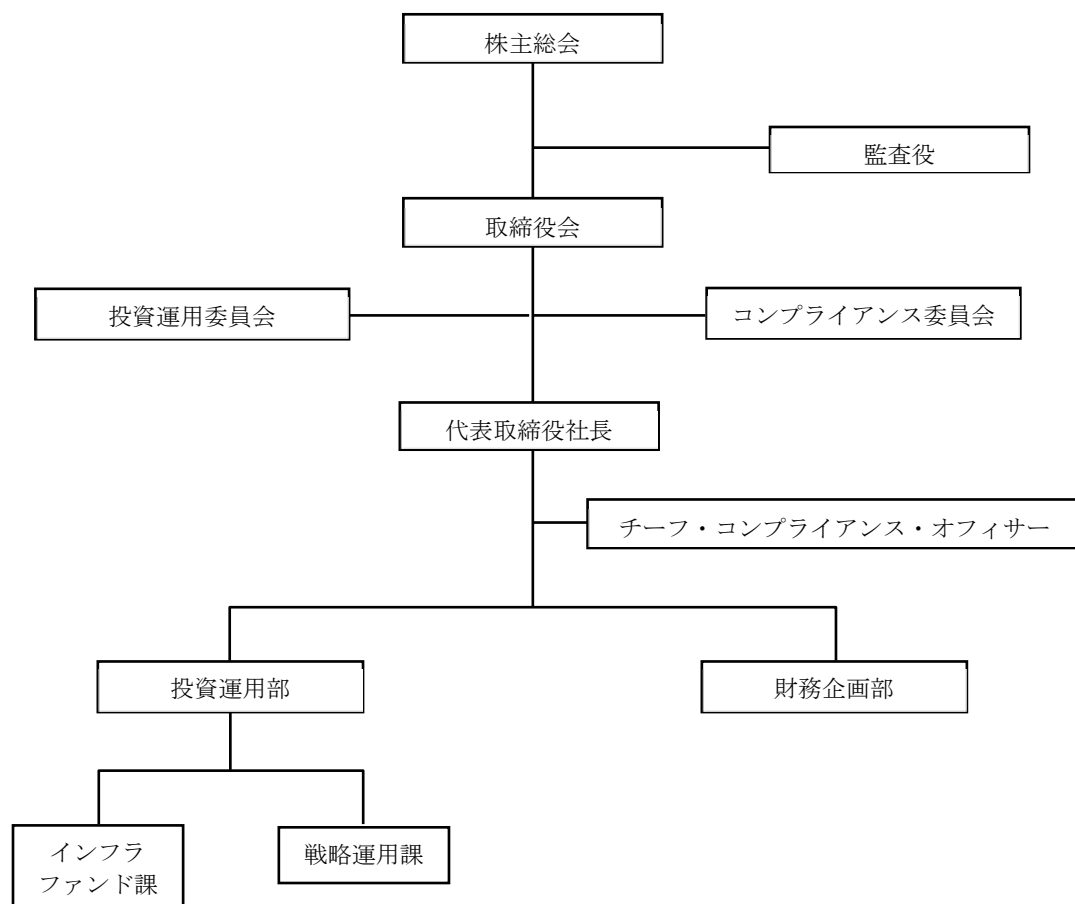 株主総会
監査役
取締役会
投資運用委員会
コンプライアンス委員会
代表取締役社長
チーフ・コンプライアンス・オフィサー
投資運用部
財務企画部
インフラ
ファンド課
戦略運用課